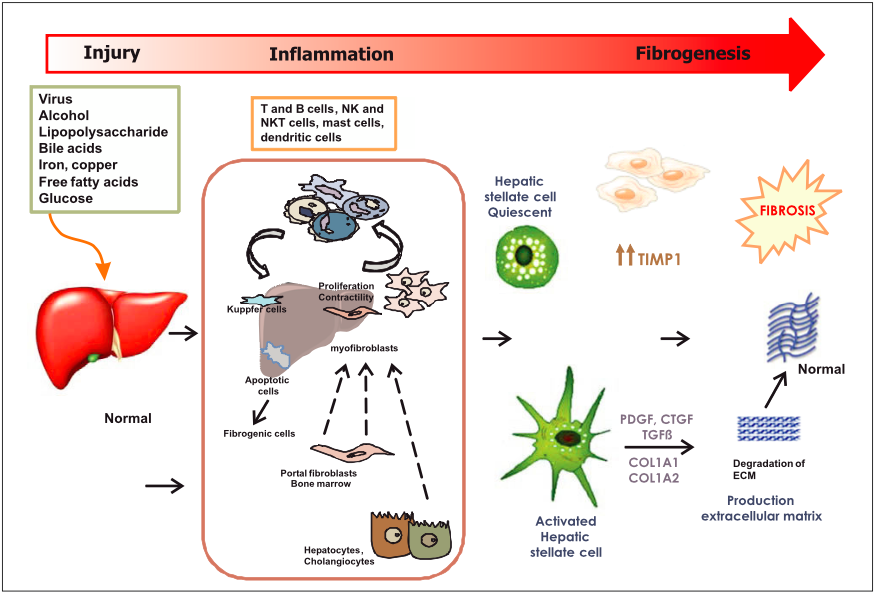 Injury
Inflammation
Fibrogenesis
Virus
Alcohol
Lipopolysaccharide
Bile acids
Iron, copper
Free fatty acids
Glucose
T and B cells, NK and
NKT cells, mast cells,
dendritic cells
Normal
Kupffer cells
Proliferation
Contractility
myofibroblasts
Apoptotic
cells
Fibrogenic cells
Portal fibroblasts
Bone marrow
Hepatocytes,
Cholangiocytes
Hepatic
stellate cell
Quiescent
Activated
Hepatic
stellate cell
TIMP1
PDGF, CTGF
TGFß
COL1A1
COL1A2
FIBROSIS
Normal
Degradation of
ECM
Production
extracellular matrix